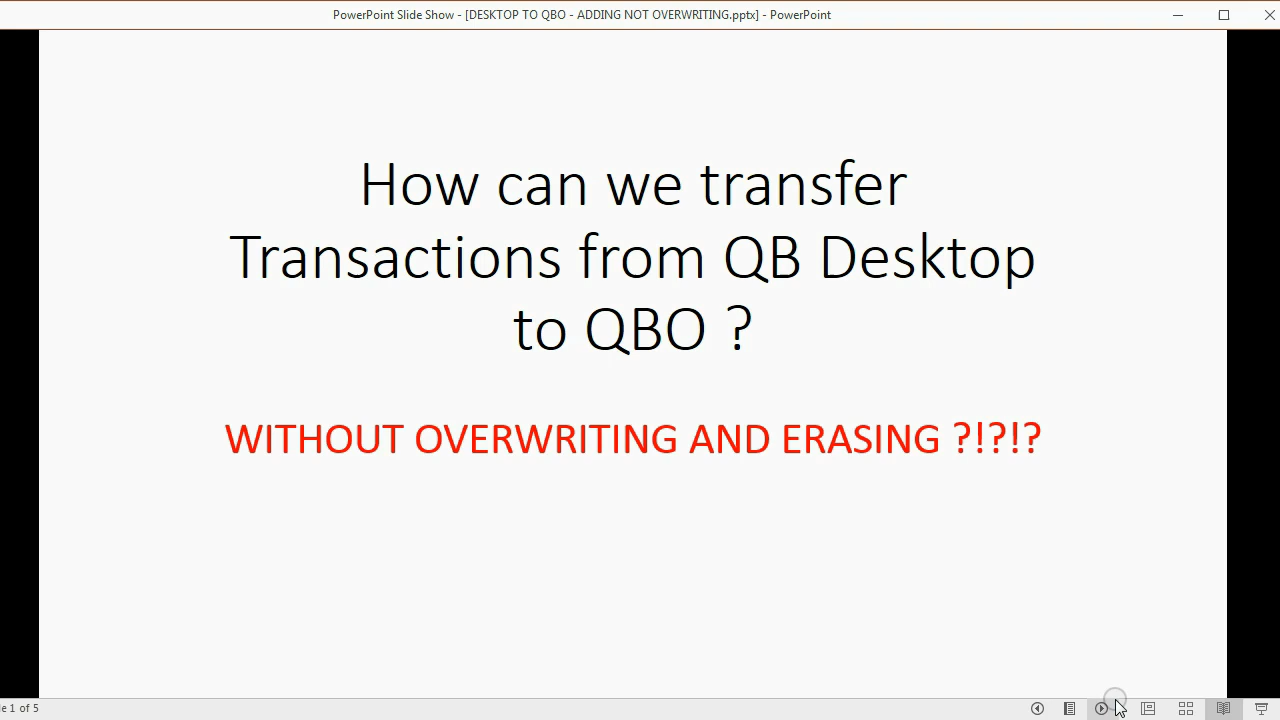 PowerPoint Slide Show - [DESKTOP TO QBO - ADDING NOT OVERWRITING.pptx] - PowerPoint
How can we transfer
Transactions from QB Desktop
to QBO ?
WITHOUT OVERWRITING AND ERASING ?!?!?
le 1 of 5